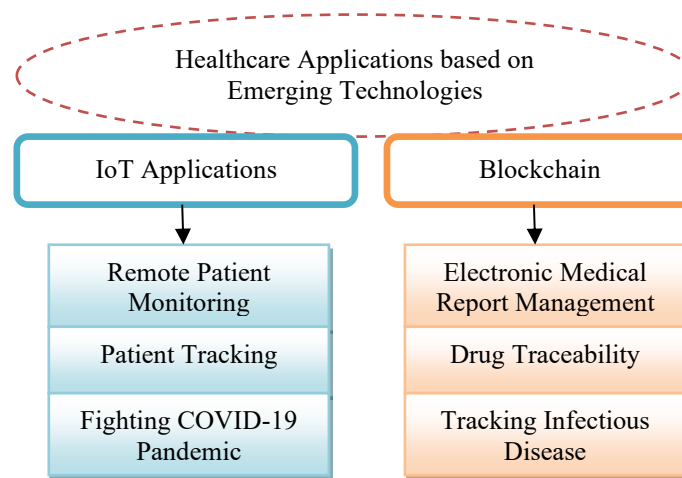 Healthcare Applications based on
Emerging Technologies
IoT Applications
Blockchain
Remote Patient
Monitoring
Patient Tracking
Fighting COVID-19
Pandemic
Electronic Medical
Report Management
Drug Traceability
Tracking Infectious
Disease